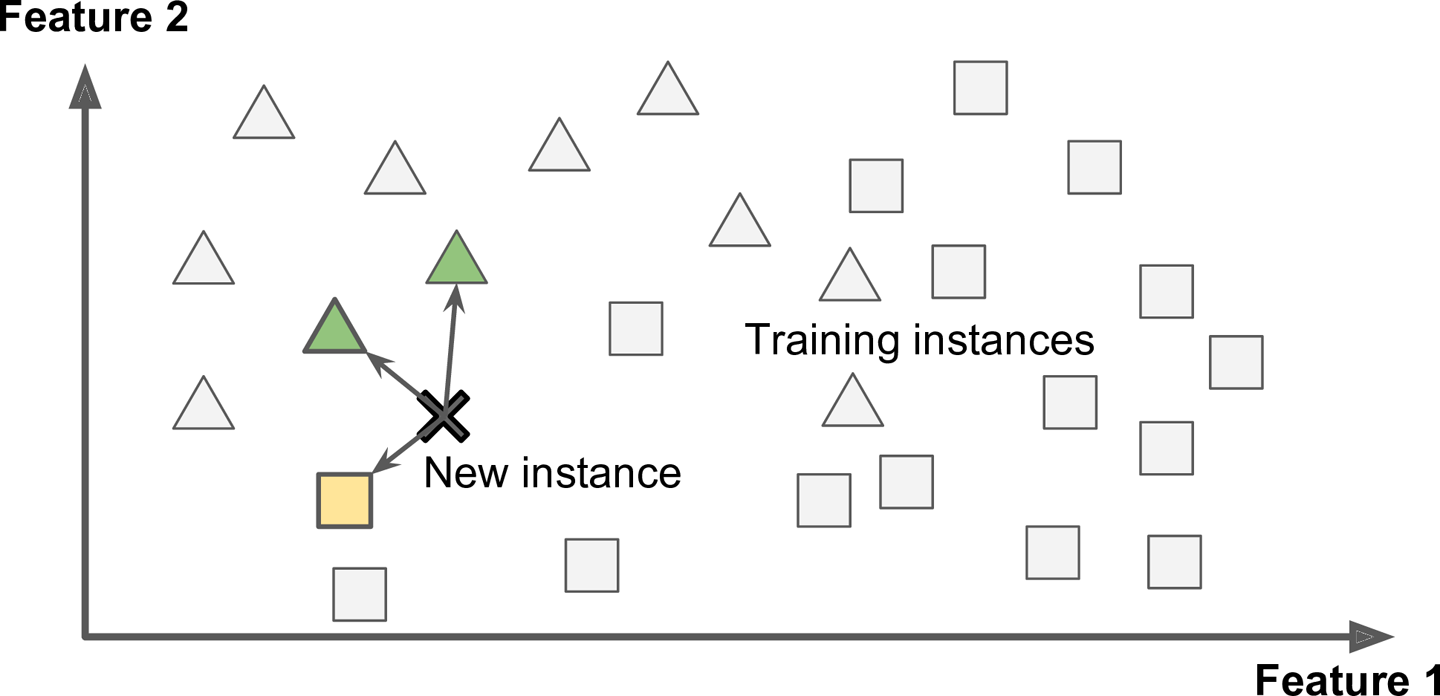 Feature 2
Training instances
New instance
Feature 1